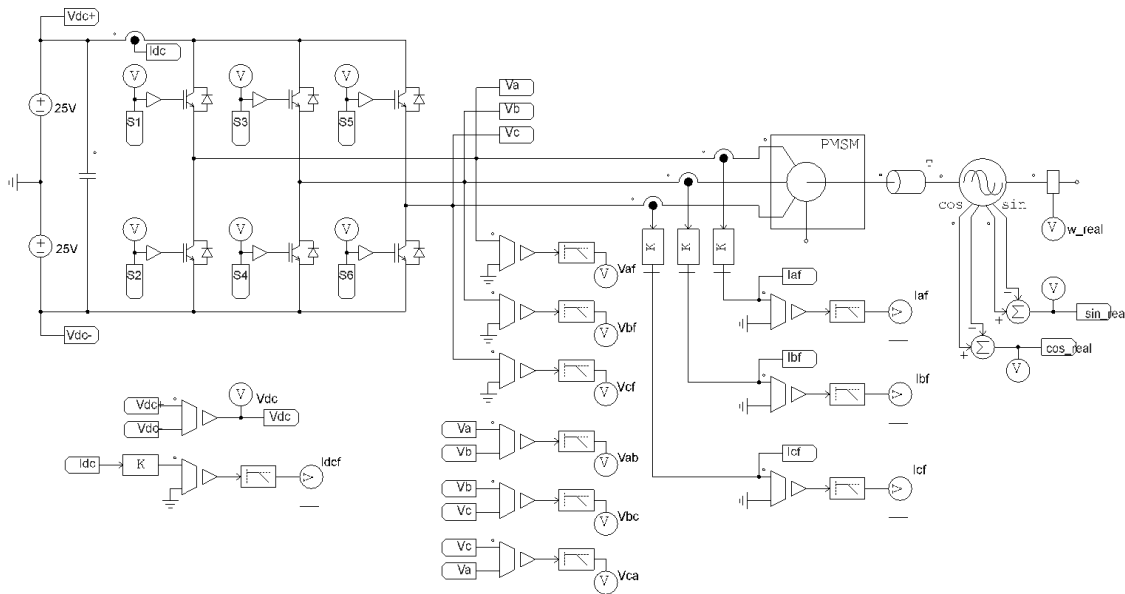 Vdc+
Idc
25V
25V
V
V
V
S1
S3
S5
V
V
V
S2
S4
S6
Vdc-
Va
Vb
Vc
PMSM
T
cos
sin
V
w_real
K
K
K
V
Vaf
V
Vbf
V
Vcf
Iaf
Iaf
V
Ibf
Ibf
V
Icf
Icf
V
Σ
V
sin_rea
Σ
V
cos_real
Vdc+
Vdc-
V
Vdc
Vdc
Idc
K
Idcf
V
Va
Vb
V
Vab
Vb
Vc
V
Vbc
Vc
Va
V
Vca